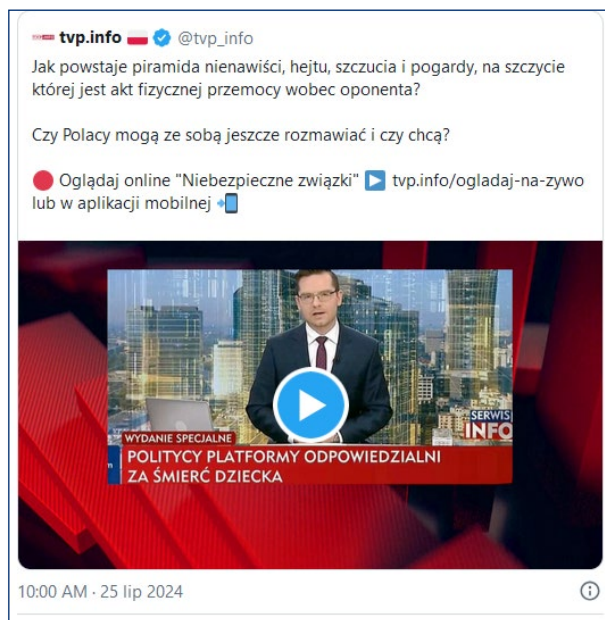 tvp.info @tvp_info
Jak powstaje piramida nienawiści, hejtu, szczucia i pogardy, na szczycie
której jest akt fizycznej przemocy wobec oponenta?
Czy Polacy mogą ze sobą jeszcze rozmawiać i czy chcą?
Oglądaj online "Niebezpieczne związki" tvp.info/ogladaj-na-zywo
lub w aplikacji mobilnej
SERWIS
INFO
WYDANIE SPECJALNE
POLITYCY PLATFORMY ODPOWIEDZIALNI
ZA ŚMIERĆ DZIECKA
10:00 AM · 25 lip 2024